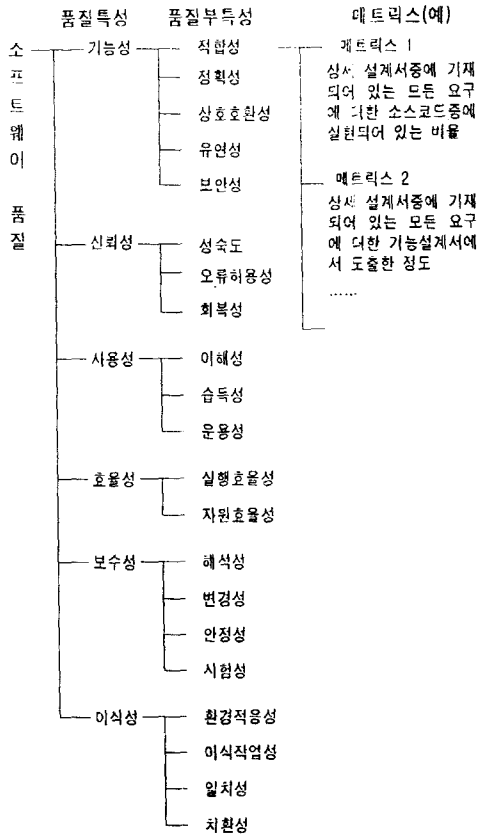 품질특성 품질부특성 메트릭스(예)
소프트웨어 품질
기능성 적합성 메트릭스 1
상세 설계서중에 기재
되어 있는 모든 요구
에 대한 소스코드중에
실현되어 있는 비율
정확성
상호호환성
유연성
보안성
메트릭스 2
상세 설계서중에 기재
되어 있는 모든 요구
에 대한 기능설계서에
서 도출한 정도
......
신뢰성 성숙도
오류허용성
회복성
사용성 이해성
습득성
운용성
효율성 실행효율성
자원효율성
보수성 해석성
변경성
안정성
시험성
이식성 환경적응성
이식작업성
일치성
치환성